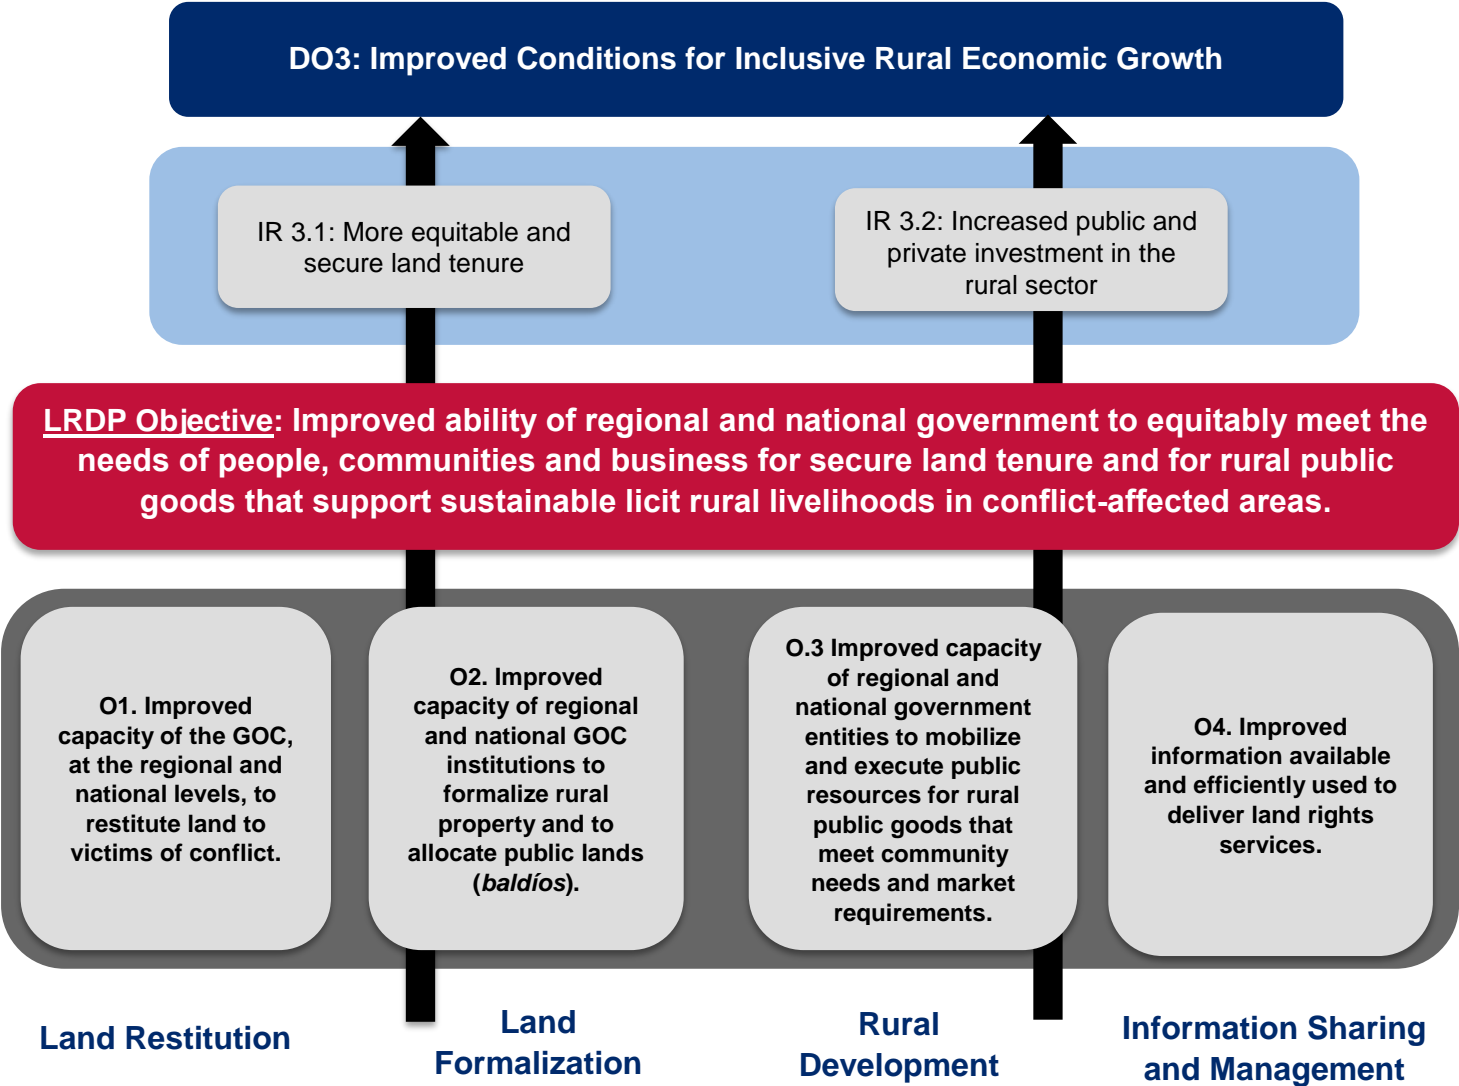 DO3: Improved Conditions for Inclusive Rural Economic Growth
IR 3.1: More equitable and
secure land tenure
IR 3.2: Increased public and
private investment in the
rural sector
LRDP Objective: Improved ability of regional and national government to equitably meet the
needs of people, communities and business for secure land tenure and for rural public
goods that support sustainable licit rural livelihoods in conflict-affected areas.
O1. Improved
capacity of the GOC,
at the regional and
national levels, to
restitute land to
victims of conflict.
O2. Improved
capacity of regional
and national GOC
institutions to
formalize rural
property and to
allocate public lands
(baldíos).
O.3 Improved capacity
of regional and
national government
entities to mobilize
and execute public
resources for rural
public goods that
meet community
needs and market
requirements.
O4. Improved
information available
and efficiently used to
deliver land rights
services.
Land Restitution
Land
Formalization
Rural
Development
Information Sharing
and Management